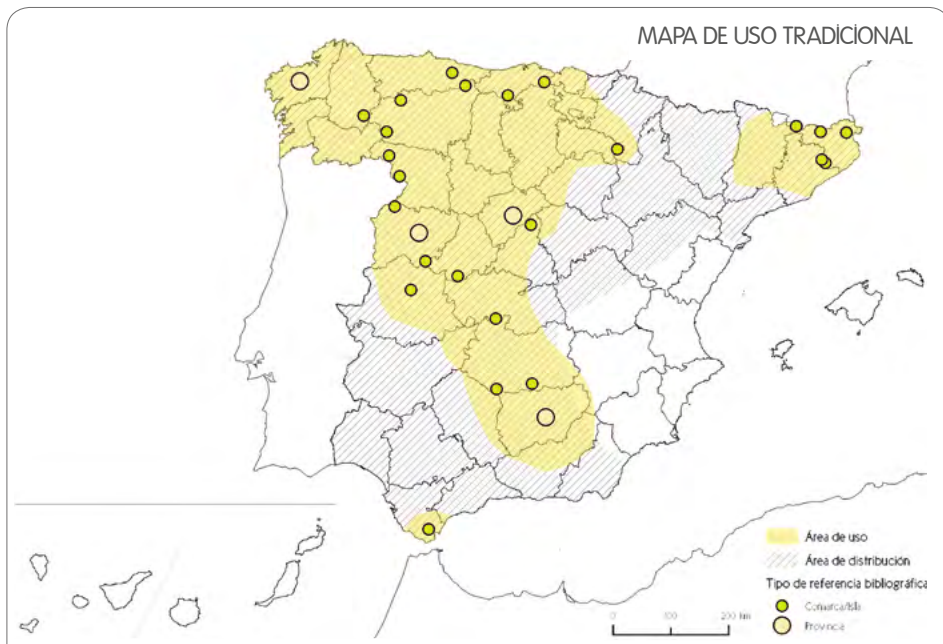 MAPA DE USO TRADICIONAL
Área de uso
Área de distribución
Tipo de referencia bibliográfica
Comarca/Isla
Provincia
0 100 200 km